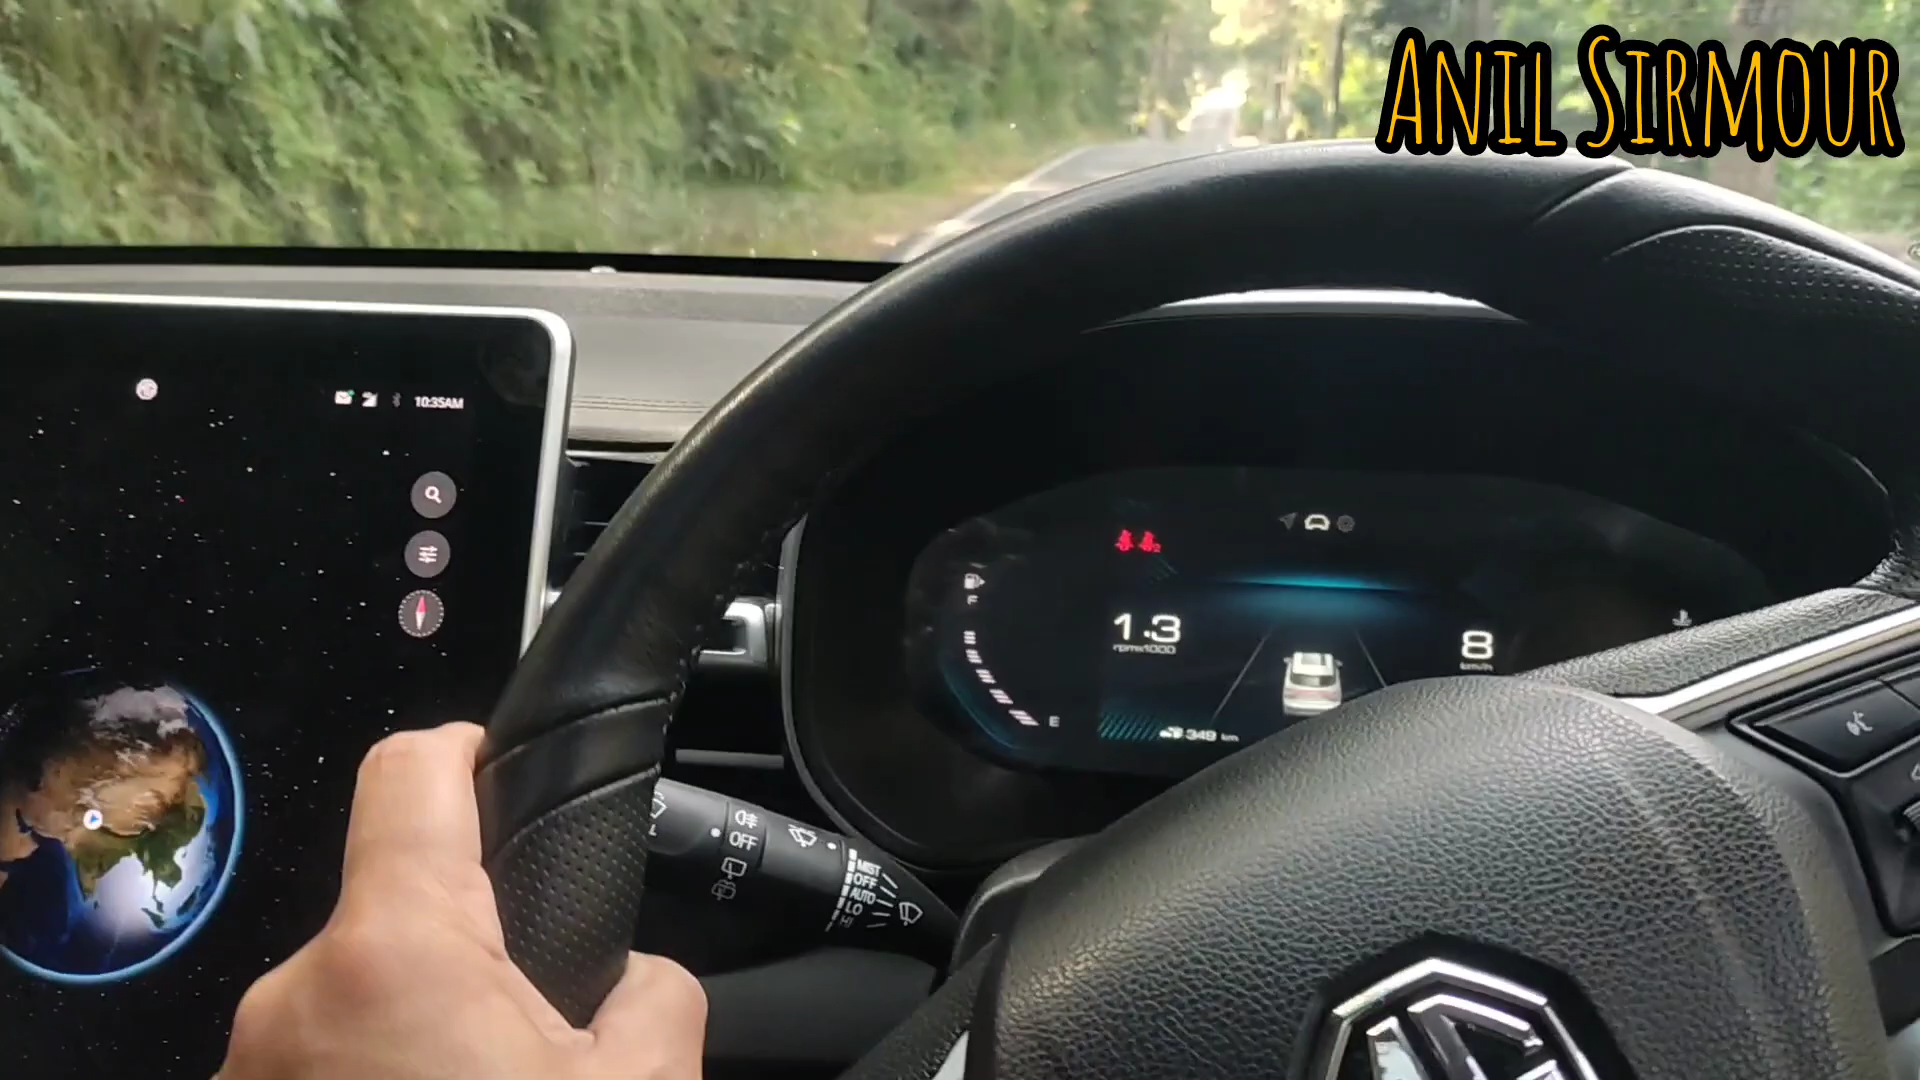 ANIL SIRMOUR
10:35AM
F
1.3
rpmx1000
8
km/h
E
349 km
OFF
MIST
OFF
AUTO
LO
HI